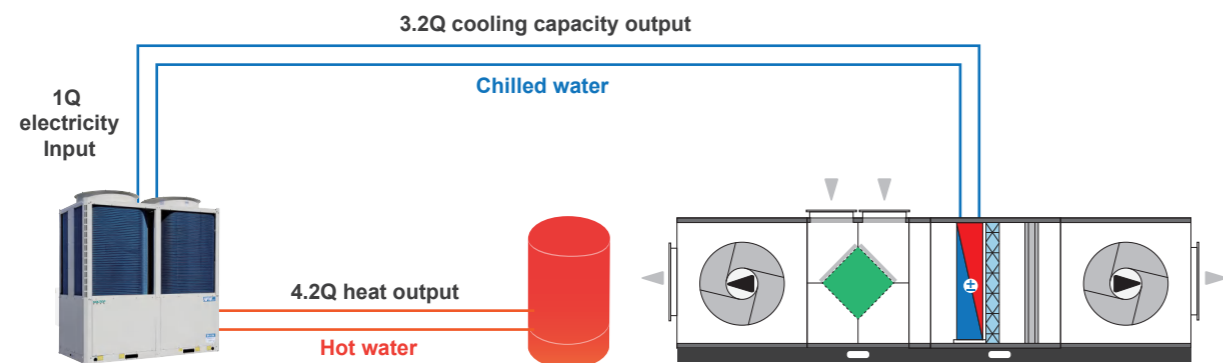 3.2Q cooling capacity output
Chilled water
1Q
electricity
Input
4.2Q heat output
Hot water
±